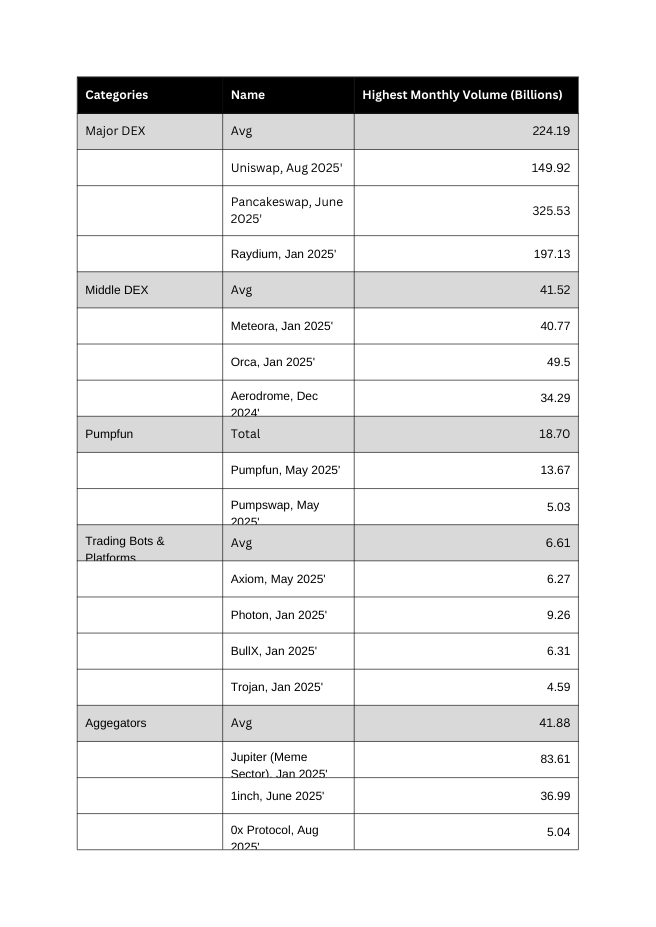 Categories Name Highest Monthly Volume (Billions)
Major DEX Avg 224.19
Uniswap, Aug 2025' 149.92
Pancakeswap, June
2025' 325.53
Raydium, Jan 2025' 197.13
Middle DEX Avg 41.52
Meteora, Jan 2025' 40.77
Orca, Jan 2025' 49.5
Aerodrome, Dec
2024' 34.29
Pumpfun Total 18.70
Pumpfun, May 2025' 13.67
Pumpswap, May
2025' 5.03
Trading Bots &
Platforms Avg 6.61
Axiom, May 2025' 6.27
Photon, Jan 2025' 9.26
BullX, Jan 2025' 6.31
Trojan, Jan 2025' 4.59
Aggegators Avg 41.88
Jupiter (Meme
Sector), Jan 2025' 83.61
1inch, June 2025' 36.99
0x Protocol, Aug
2025' 5.04